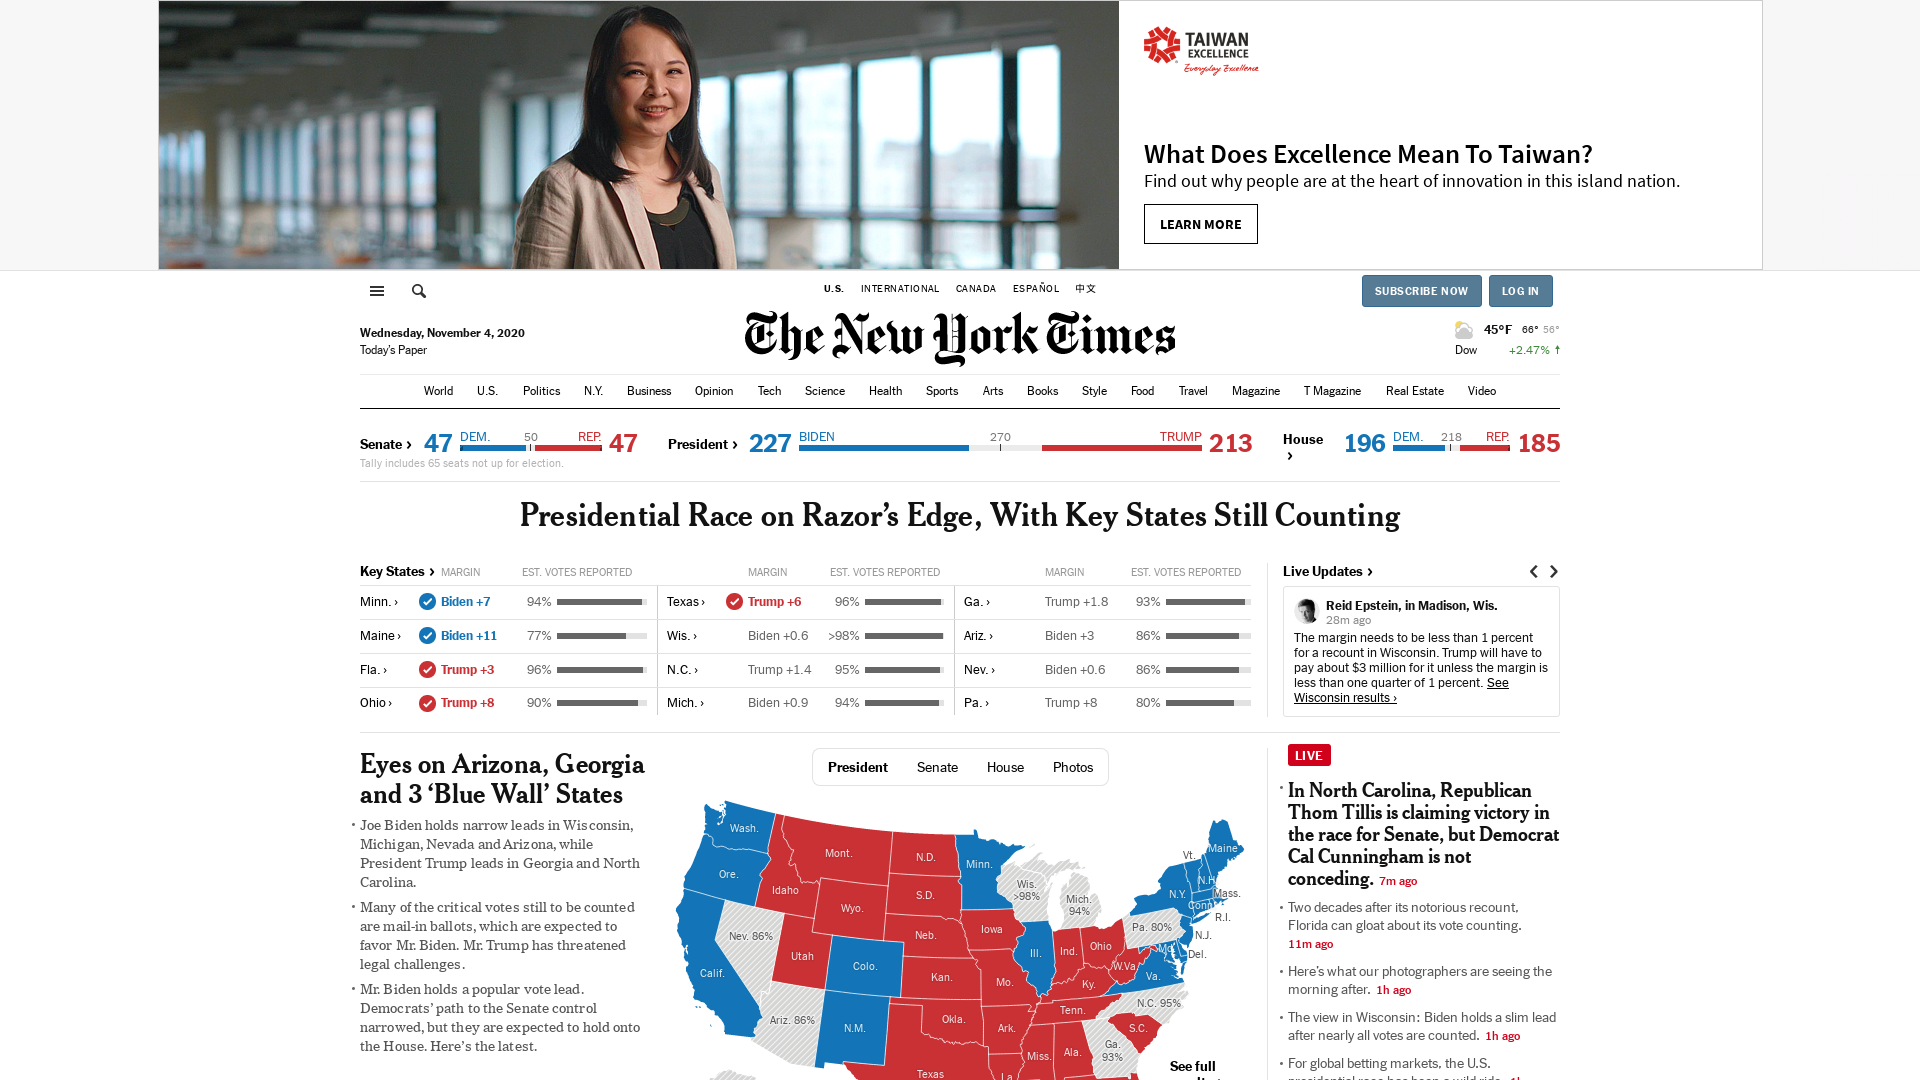 TAIWAN
EXCELLENCE
Everyday Excellence
What Does Excellence Mean To Taiwan?
Find out why people are at the heart of innovation in this island nation.
LEARN MORE
U.S. INTERNATIONAL CANADA ESPAÑOL 中文
SUBSCRIBE NOW LOG IN
The New York Times
Wednesday, November 4, 2020
Today's Paper
45°F 66° 56°
Dow +2.47% ↑
World U.S. Politics N.Y. Business Opinion Tech Science Health Sports Arts Books Style Food Travel Magazine T Magazine Real Estate Video
Senate › 47 DEM. 50 REP. 47
Tally includes 65 seats not up for election.
President › 227 BIDEN 270 TRUMP 213
House › 196 DEM. 218 REP. 185
Presidential Race on Razor’s Edge, With Key States Still Counting
Key States › MARGIN EST. VOTES REPORTED MARGIN EST. VOTES REPORTED MARGIN EST. VOTES REPORTED
Minn. › Biden +7 94% Texas › Trump +6 96% Ga. › Trump +1.8 93%
Maine › Biden +11 77% Wis. › Biden +0.6 >98% Ariz. › Biden +3 86%
Fla. › Trump +3 96% N.C. › Trump +1.4 95% Nev. › Biden +0.6 86%
Ohio › Trump +8 90% Mich. › Biden +0.9 94% Pa. › Trump +8 80%
Live Updates ›
Reid Epstein, in Madison, Wis.
28m ago
The margin needs to be less than 1 percent
for a recount in Wisconsin. Trump will have to
pay about $3 million for it unless the margin is
less than one quarter of 1 percent. See
Wisconsin results ›
Eyes on Arizona, Georgia
and 3 ‘Blue Wall’ States
• Joe Biden holds narrow leads in Wisconsin,
Michigan, Nevada and Arizona, while
President Trump leads in Georgia and North
Carolina.
• Many of the critical votes still to be counted
are mail-in ballots, which are expected to
favor Mr. Biden. Mr. Trump has threatened
legal challenges.
• Mr. Biden holds a popular vote lead.
Democrats’ path to the Senate control
narrowed, but they are expected to hold onto
the House. Here’s the latest.
President Senate House Photos
Wash.
Mont.
N.D.
Minn.
Vt.
Maine
Ore.
Idaho
S.D.
Wis.
>98%
Mich.
94%
N.Y.
N.H.
Mass.
Wyo.
Conn.
R.I.
Nev. 86%
Neb.
Iowa
Pa. 80%
N.J.
Utah
Colo.
Ill.
Ind.
Ohio
Md.
Del.
Calif.
Kan.
Mo.
W.Va.
Va.
Ky.
Ariz. 86%
N.M.
Okla.
Ark.
Tenn.
N.C. 95%
S.C.
Miss.
Ala.
Ga.
93%
Texas
La.
See full
LIVE
• In North Carolina, Republican
Thom Tillis is claiming victory in
the race for Senate, but Democrat
Cal Cunningham is not
conceding. 7m ago
• Two decades after its notorious recount,
Florida can gloat about its vote counting.
11m ago
• Here’s what our photographers are seeing the
morning after. 1h ago
• The view in Wisconsin: Biden holds a slim lead
after nearly all votes are counted. 1h ago
• For global betting markets, the U.S.